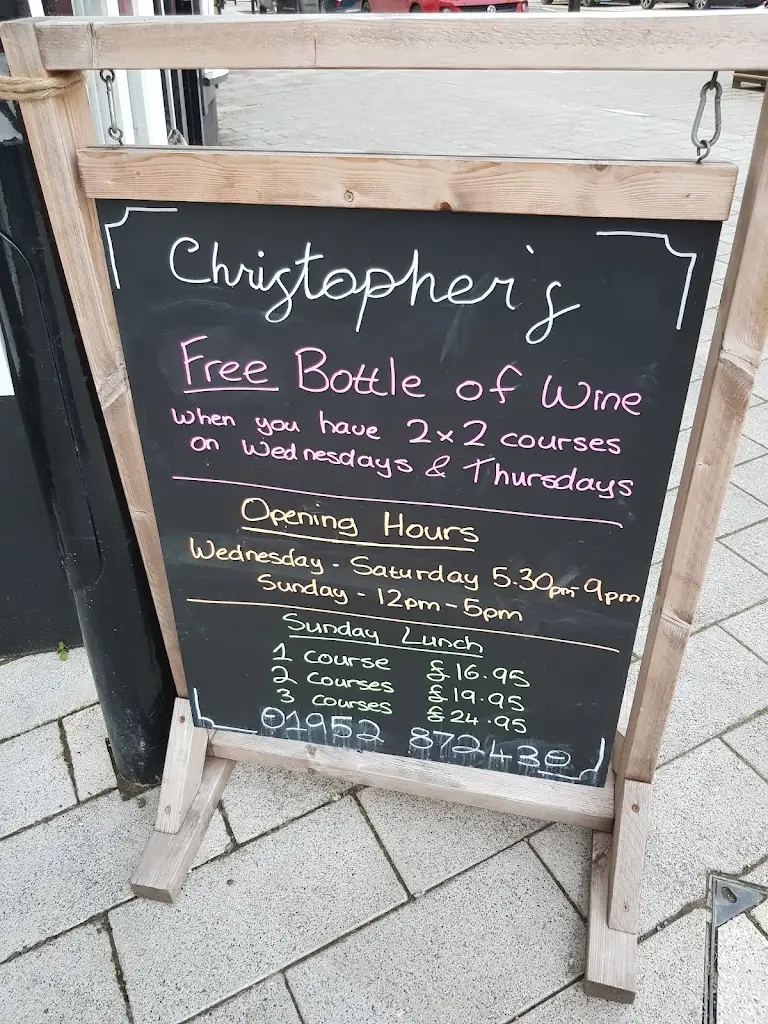 Christopher's
Free Bottle of Wine
when you have 2x2 courses
on Wednesdays & Thursdays
Opening Hours
Wednesday - Saturday 5.30pm-9pm
Sunday - 12pm-5pm
Sunday Lunch
1 course £16.95
2 courses £19.95
3 courses £24.95
01952 872430